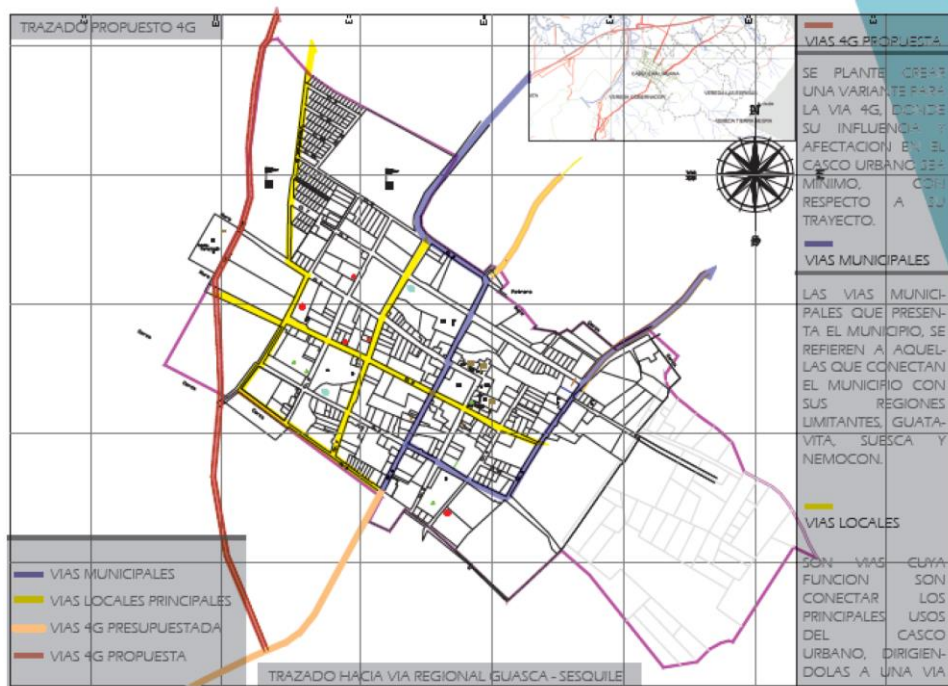 TRAZADO PROPUESTO 4G
VIAS 4G PROPUESTA
SE PLANTE CREAR
UNA VARIANTE PARA
LA VIA 4G, DONDE
SU INFLUENCIA Y
AFECTACION EN EL
CASCO URBANO SEA
MINIMO, CON
RESPECTO A SU
TRAYECTO.
VIAS MUNICIPALES
LAS VIAS MUNICI-
PALES QUE PRESEN-
TA EL MUNICIPIO, SE
REFIEREN A AQUEL-
LAS QUE CONECTAN
EL MUNICIPIO CON
SUS REGIONES
LIMITANTES, GUATA-
VITA, SUESCA Y
NEMOCON.
VIAS LOCALES
SON VIAS CUYA
FUNCION SON
CONECTAR LOS
PRINCIPALES USOS
DEL CASCO
URBANO, DIRIGIEN-
DOLAS A UNA VIA
VIAS MUNICIPALES
VIAS LOCALES PRINCIPALES
VIAS 4G PRESUPUESTADA
VIAS 4G PROPUESTA
TRAZADO HACIA VIA REGIONAL GUASCA - SESQUILE